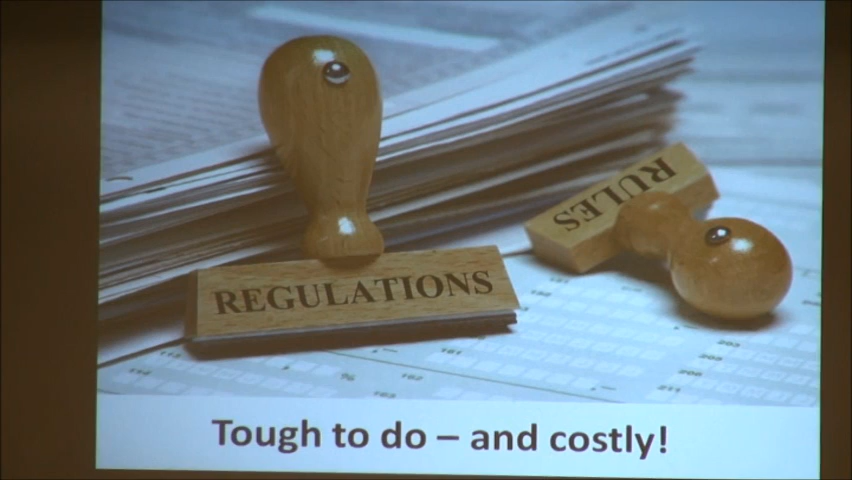 REGULATIONS
RULES
Tough to do – and costly!